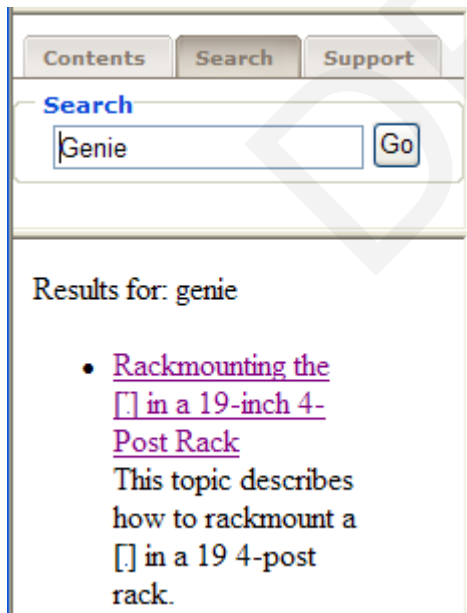 Contents Search Support
Search
Genie Go
Results for: genie
• Rackmounting the
[.] in a 19-inch 4-
Post Rack
This topic describes
how to rackmount a
[.] in a 19 4-post
rack.